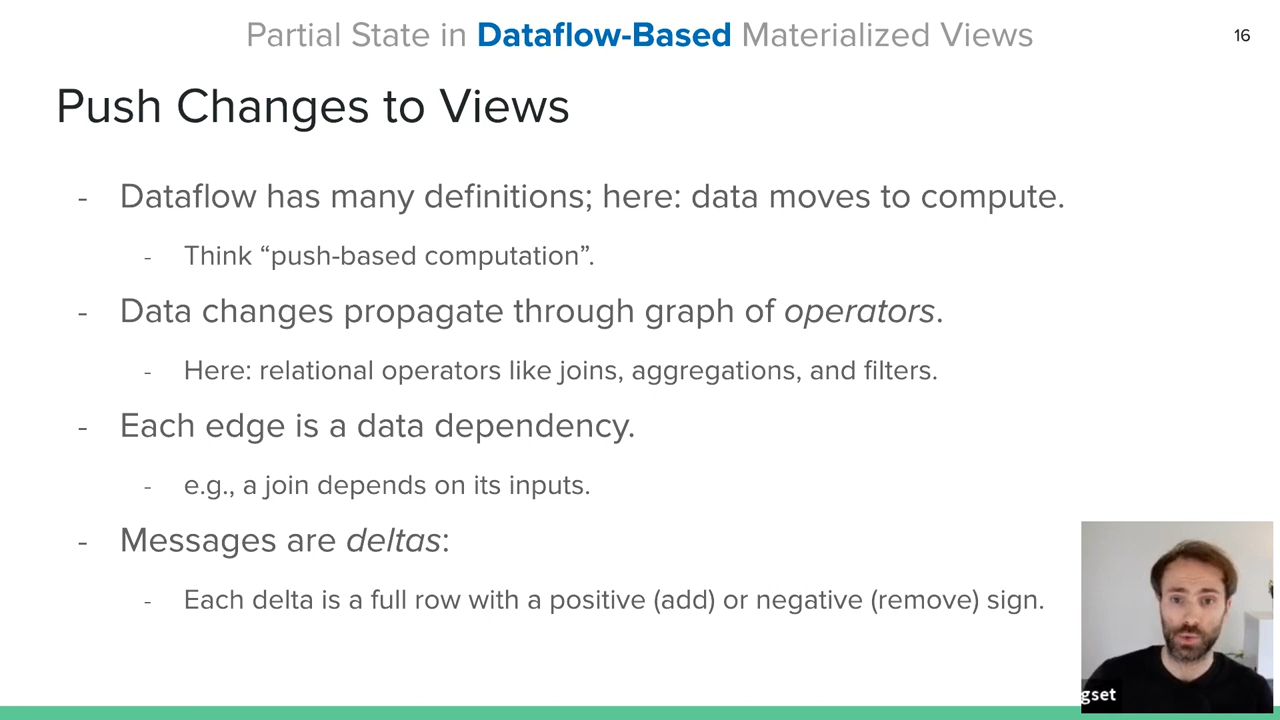 Partial State in Dataflow-Based Materialized Views
16
Push Changes to Views
- Dataflow has many definitions; here: data moves to compute.
- Think “push-based computation”.
- Data changes propagate through graph of operators.
- Here: relational operators like joins, aggregations, and filters.
- Each edge is a data dependency.
- e.g., a join depends on its inputs.
- Messages are deltas:
- Each delta is a full row with a positive (add) or negative (remove) sign.
gset